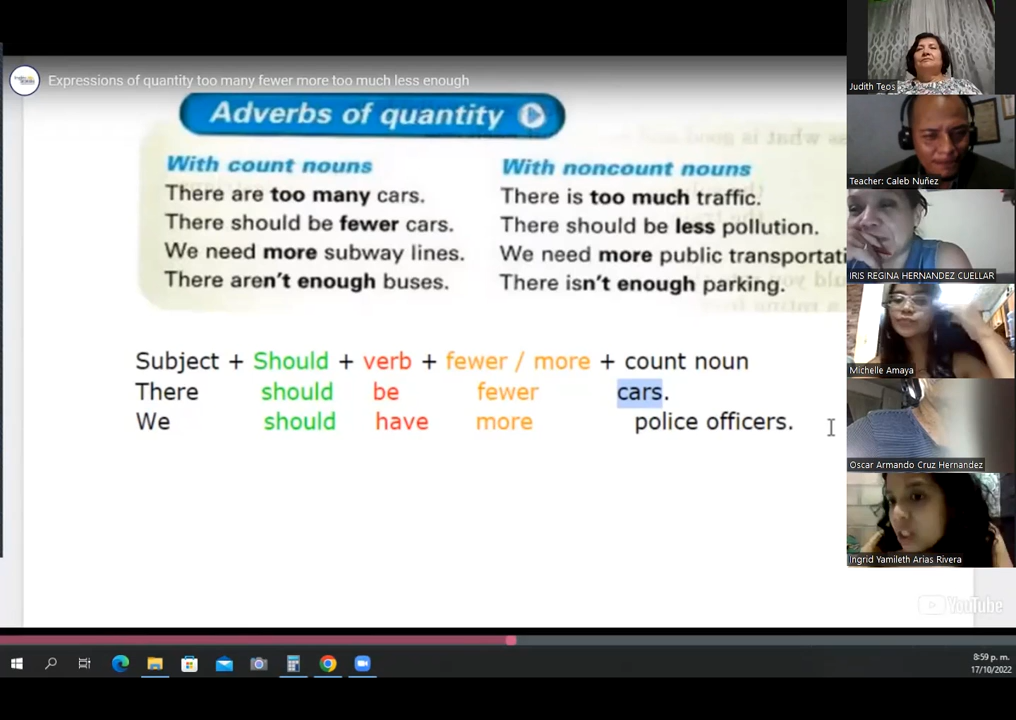 Expressions of quantity too many fewer more too much less enough
Adverbs of quantity
With count nouns
There are too many cars.
There should be fewer cars.
We need more subway lines.
There aren't enough buses.
With noncount nouns
There is too much traffic.
There should be less pollution.
We need more public transportati
There isn't enough parking.
Subject + Should + verb + fewer / more + count noun
There should be fewer cars.
We should have more police officers.
Judith Teos
Teacher: Caleb Nuñez
IRIS REGINA HERNANDEZ CUELLAR
Michelle Amaya
Oscar Armando Cruz Hernandez
Ingrid Yamileth Arias Rivera
YouTube
8:59 p. m.
17/10/2022